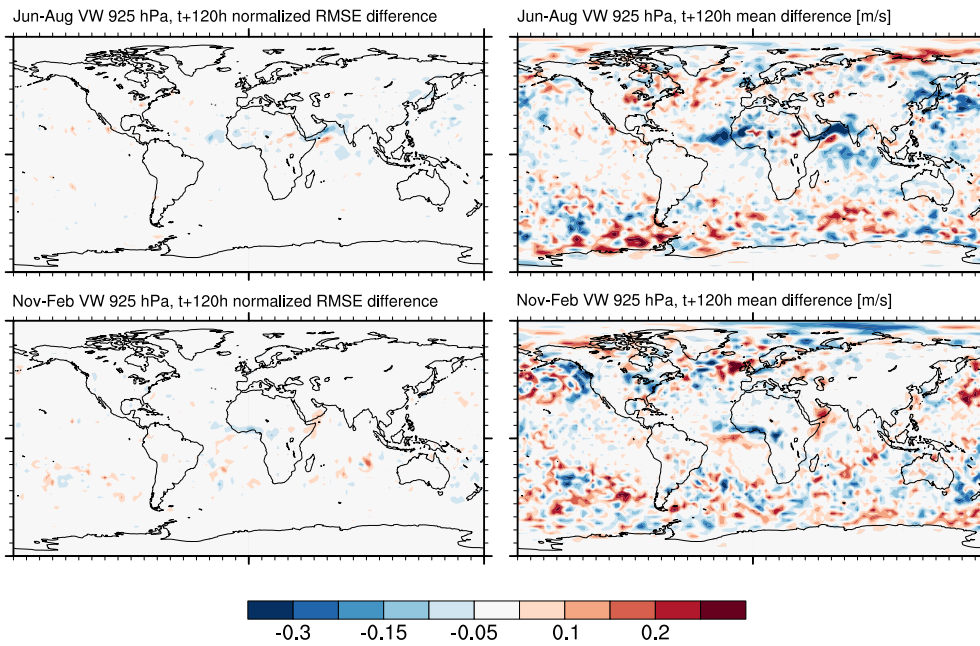 Jun-Aug VW 925 hPa, t+120h normalized RMSE difference
Jun-Aug VW 925 hPa, t+120h mean difference [m/s]
Nov-Feb VW 925 hPa, t+120h normalized RMSE difference
Nov-Feb VW 925 hPa, t+120h mean difference [m/s]
-0.3 -0.15 -0.05 0.1 0.2